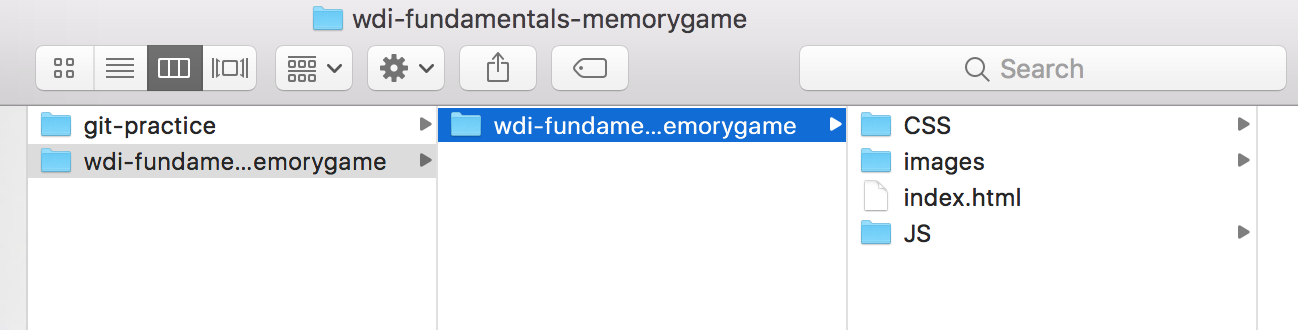 wdi-fundamentals-memorygame
Search
git-practice
wdi-fundame...emorygame
wdi-fundame...emorygame
CSS
images
index.html
JS